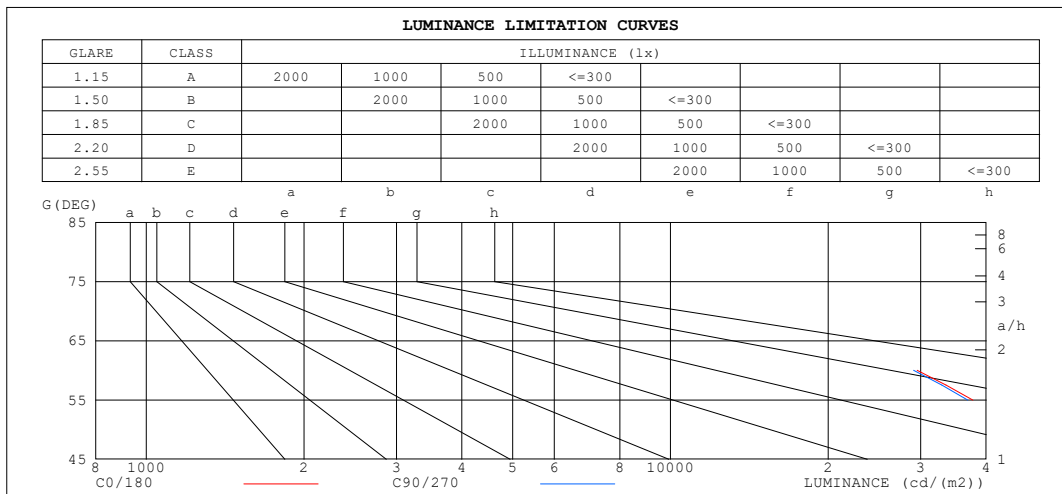 LUMINANCE LIMITATION CURVES
GLARE CLASS ILLUMINANCE (lx)
1.15 A 2000 1000 500 <=300
1.50 B 2000 1000 500 <=300
1.85 C 2000 1000 500 <=300
2.20 D 2000 1000 500 <=300
2.55 E 2000 1000 500 <=300
a b c d e f g h
G(DEG)
a b c d e f g h
85
8
6
75 4
3
a/h
65 2
55
45 1
8 1000 2 3 4 5 6 8 10000 2 3 4
C0/180 C90/270 LUMINANCE (cd/(m2))